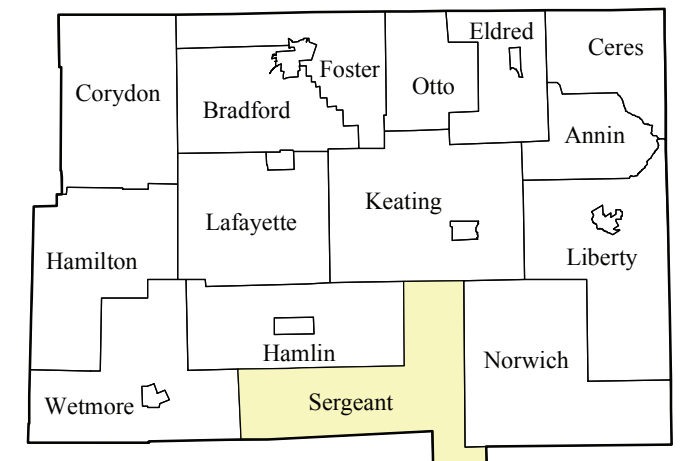 Eldred
Ceres
Foster
Otto
Corydon
Bradford
Annin
Keating
Lafayette
Hamilton
Liberty
Hamlin
Norwich
Wetmore
Sergeant